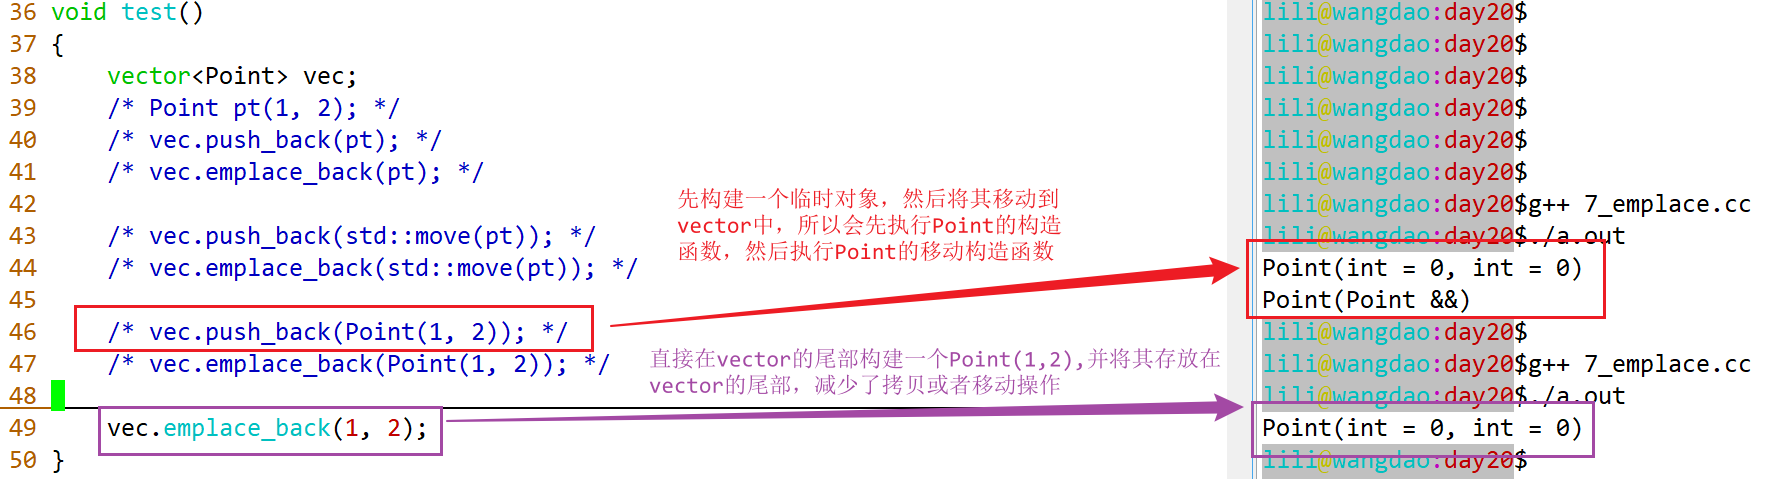 36 void test()
37 {
38 vector<Point> vec;
39 /* Point pt(1, 2); */
40 /* vec.push_back(pt); */
41 /* vec.emplace_back(pt); */
42
43 /* vec.push_back(std::move(pt)); */
44 /* vec.emplace_back(std::move(pt)); */
45
46 /* vec.push_back(Point(1, 2)); */
47 /* vec.emplace_back(Point(1, 2)); */
48
49 vec.emplace_back(1, 2);
50 }
先构建一个临时对象，然后将其移动到
vector中，所以会先执行Point的构造
函数，然后执行Point的移动构造函数
直接在vector的尾部构建一个Point(1,2),并将其存放在
vector的尾部，减少了拷贝或者移动操作
lili@wangdao:day20$
lili@wangdao:day20$
lili@wangdao:day20$
lili@wangdao:day20$
lili@wangdao:day20$
lili@wangdao:day20$
lili@wangdao:day20$g++ 7_emplace.cc
lili@wangdao:day20$./a.out
Point(int = 0, int = 0)
Point(Point &&)
lili@wangdao:day20$
lili@wangdao:day20$g++ 7_emplace.cc
lili@wangdao:day20$./a.out
Point(int = 0, int = 0)
lili@wangdao:day20$